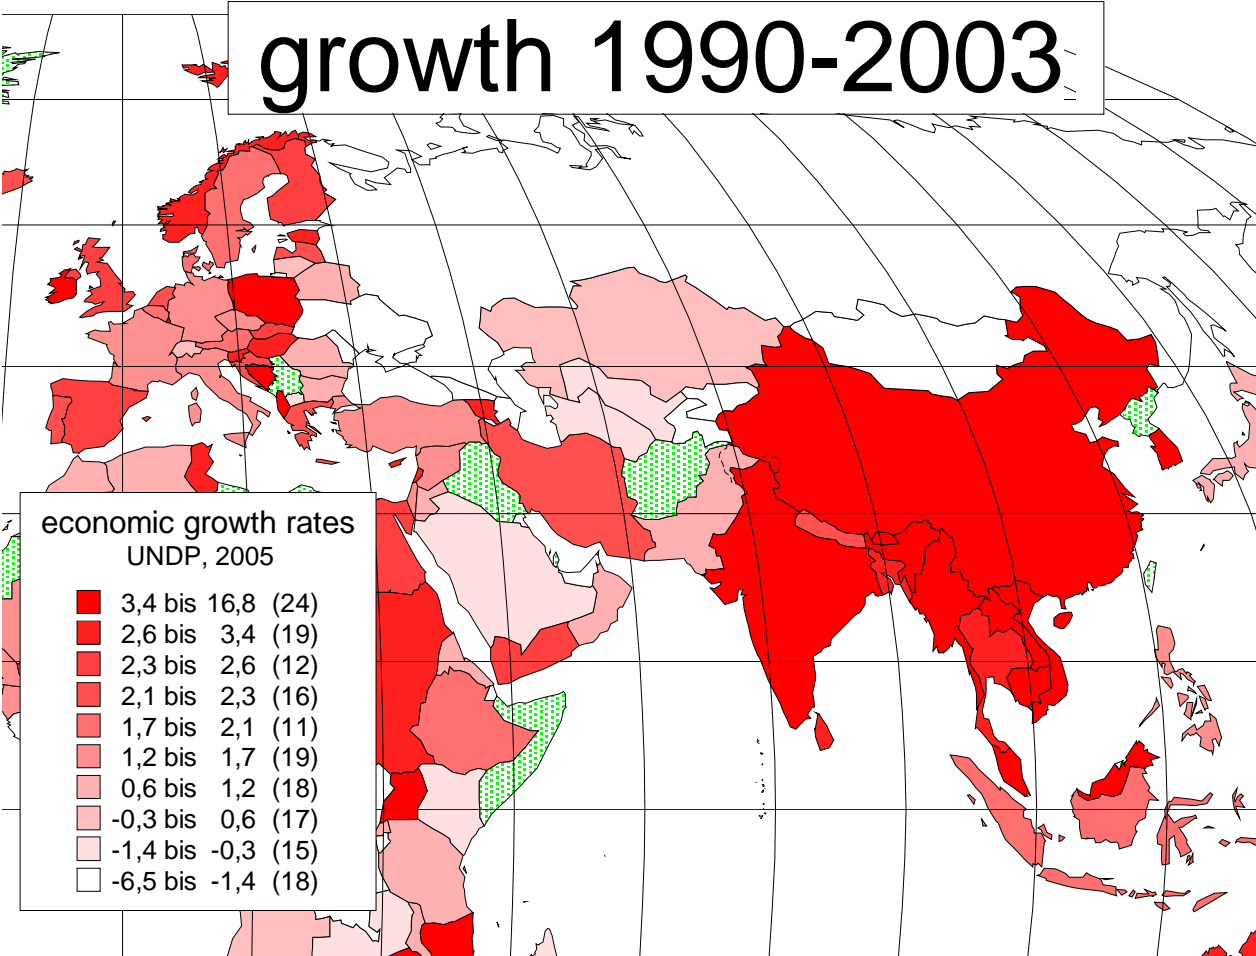 growth 1990-2003
economic growth rates
UNDP, 2005
3,4 bis 16,8 (24)
2,6 bis 3,4 (19)
2,3 bis 2,6 (12)
2,1 bis 2,3 (16)
1,7 bis 2,1 (11)
1,2 bis 1,7 (19)
0,6 bis 1,2 (18)
-0,3 bis 0,6 (17)
-1,4 bis -0,3 (15)
-6,5 bis -1,4 (18)